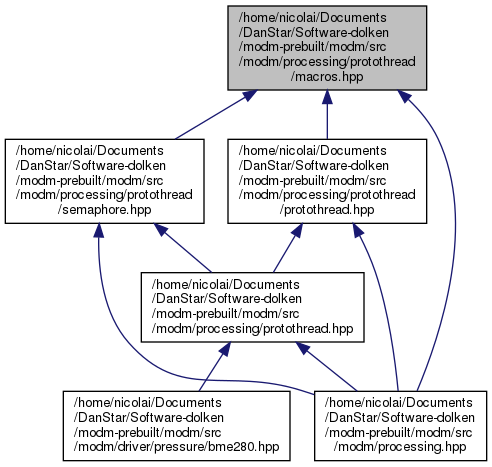 /home/nicolai/Documents
/DanStar/Software-dolken
/modm-prebuilt/modm/src
/modm/processing/protothread
/macros.hpp
/home/nicolai/Documents
/DanStar/Software-dolken
/modm-prebuilt/modm/src
/modm/processing/protothread
/semaphore.hpp
/home/nicolai/Documents
/DanStar/Software-dolken
/modm-prebuilt/modm/src
/modm/processing/protothread
/protothread.hpp
/home/nicolai/Documents
/DanStar/Software-dolken
/modm-prebuilt/modm/src
/modm/processing/protothread.hpp
/home/nicolai/Documents
/DanStar/Software-dolken
/modm-prebuilt/modm/src
/modm/driver/pressure/bme280.hpp
/home/nicolai/Documents
/DanStar/Software-dolken
/modm-prebuilt/modm/src
/modm/processing.hpp